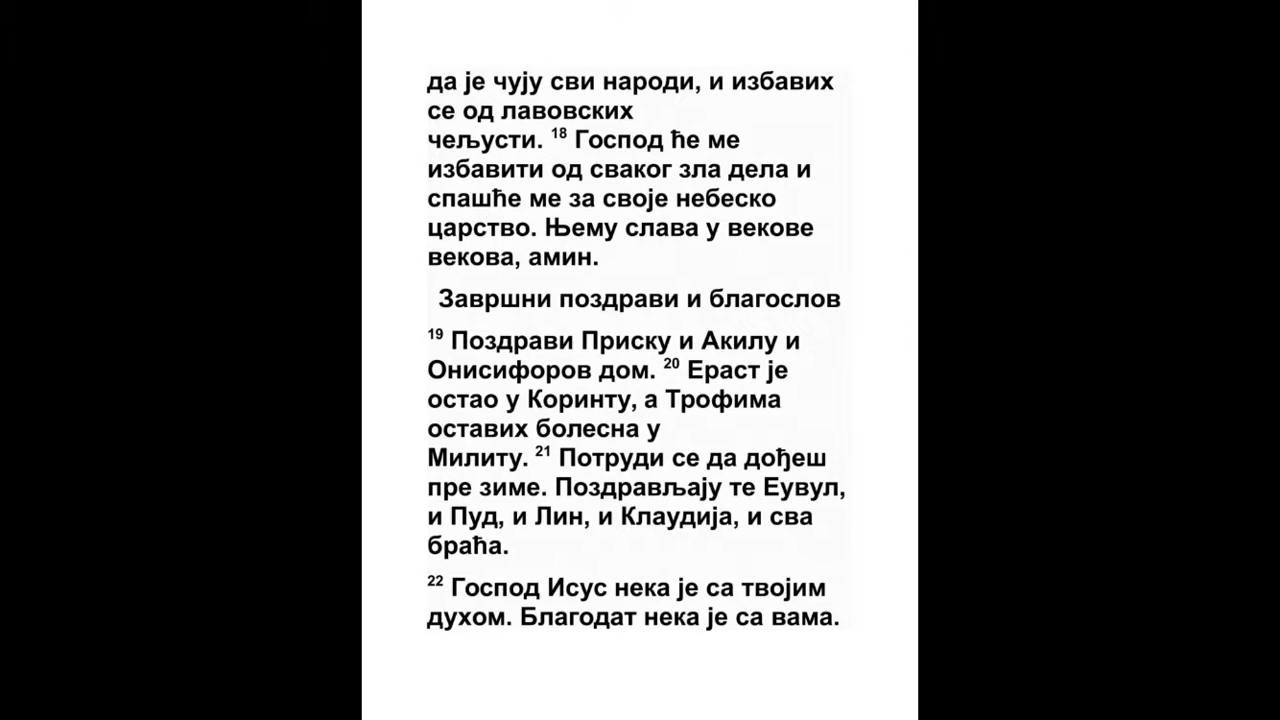 да је чују сви народи, и избавих
се од лавовских
чељусти. 18 Господ ће ме
избавити од сваког зла дела и
спашће ме за своје небеско
царство. Њему слава у векове
векова, амин.
Завршни поздрави и благослов
19 Поздрави Приску и Акилу и
Онисифоров дом. 20 Ераст је
остао у Коринту, а Трофима
оставих болесна у
Милиту. 21 Потруди се да дођеш
пре зиме. Поздрављају те Еувул,
и Пуд, и Лин, и Клаудија, и сва
браћа.
22 Господ Исус нека је са твојим
духом. Благодат нека је са вама.